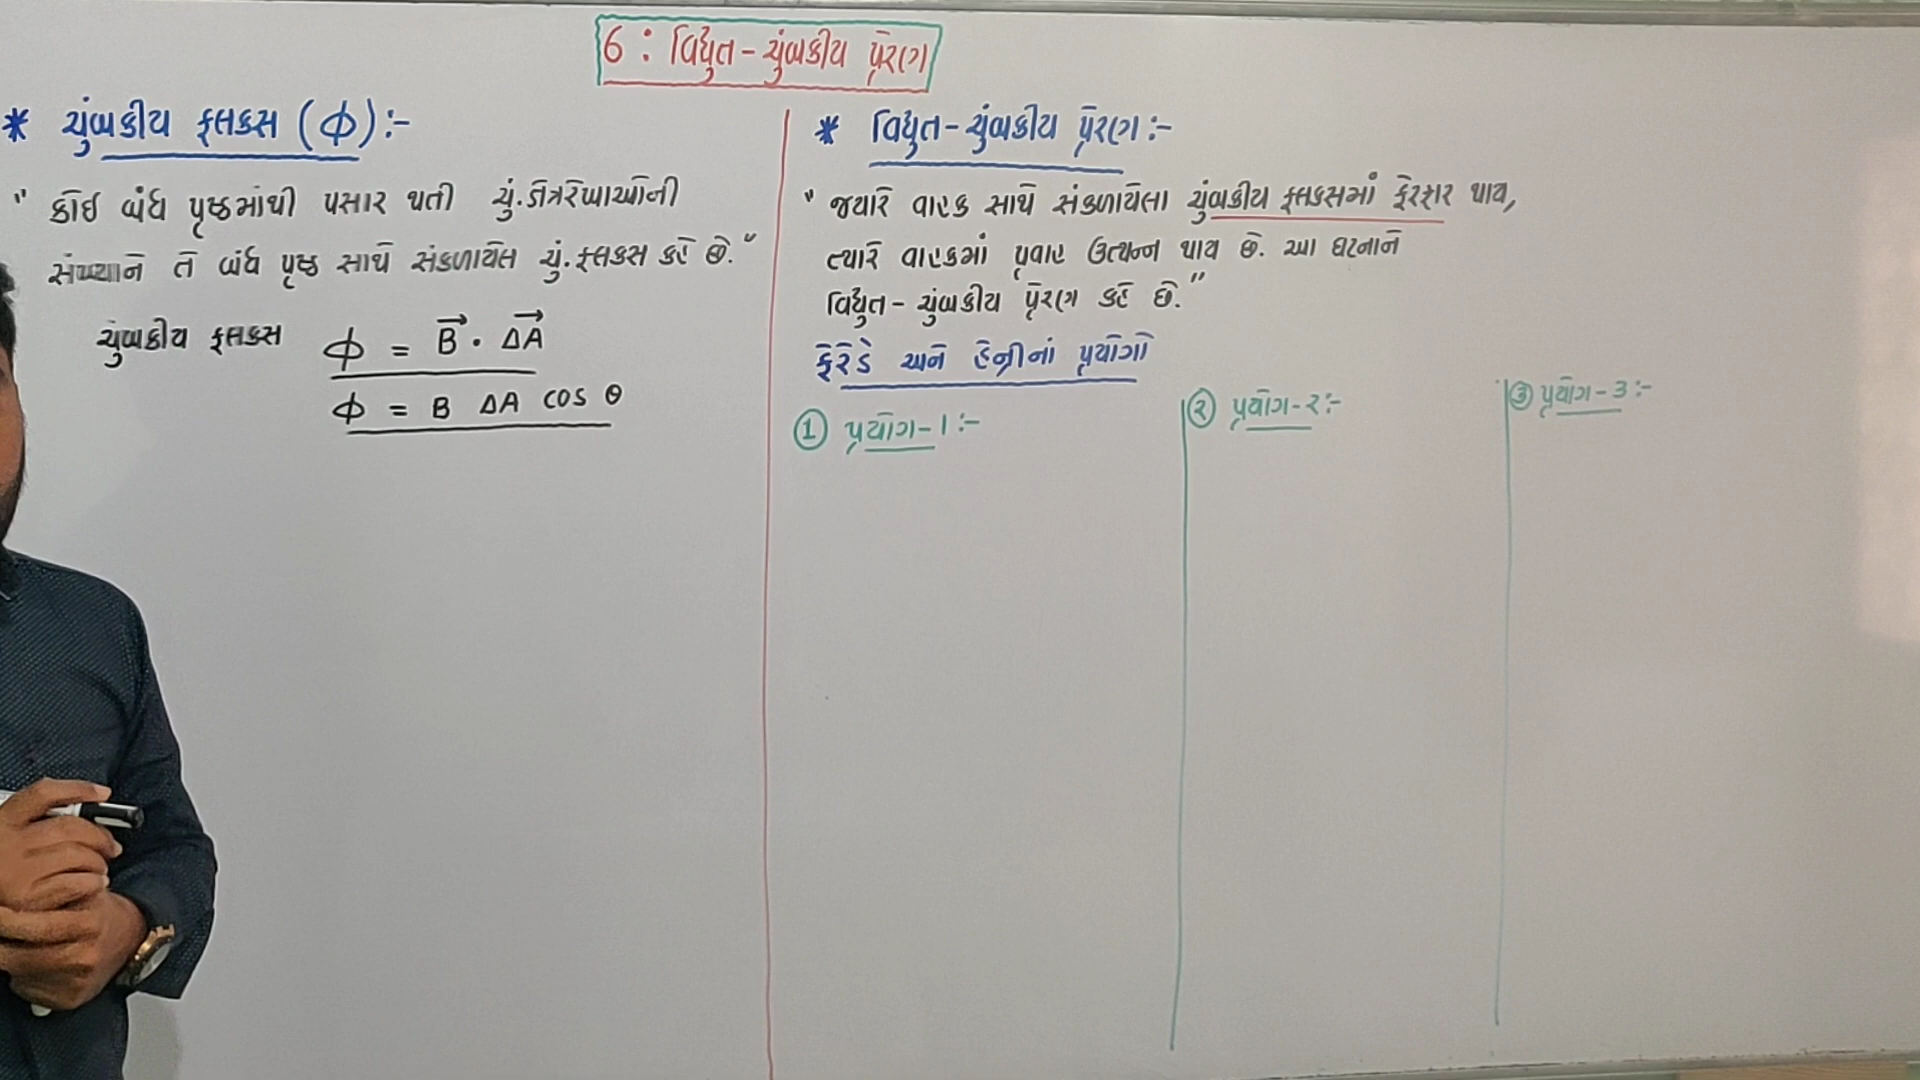 6 : વિદ્યુત-ચુંબકીય પ્રેરણ
* ચુંબકીય ફ્લક્સ (ϕ):-
" કોઈ બંધ પૃષ્ઠમાંથી પસાર થતી ચું.ક્ષેત્રરેખાઓની
સંખ્યાને તે બંધ પૃષ્ઠ સાથે સંકળાયેલ ચું.ફ્લક્સ કહે છે."
ચુંબકીય ફ્લક્સ ϕ = B⃗ · ΔA⃗
ϕ = B ΔA cos θ
* વિદ્યુત-ચુંબકીય પ્રેરણ :-
" જ્યારે વાહક સાથે સંકળાયેલા ચુંબકીય ફ્લક્સમાં ફેરફાર થાય,
ત્યારે વાહકમાં પ્રવાહ ઉત્પન્ન થાય છે. આ ઘટનાને
વિદ્યુત-ચુંબકીય પ્રેરણ કહે છે."
ફેરેડે અને હેન્રીનાં પ્રયોગો
① પ્રયોગ-1 :-
② પ્રયોગ-૨:-
③ પ્રયોગ-3:-